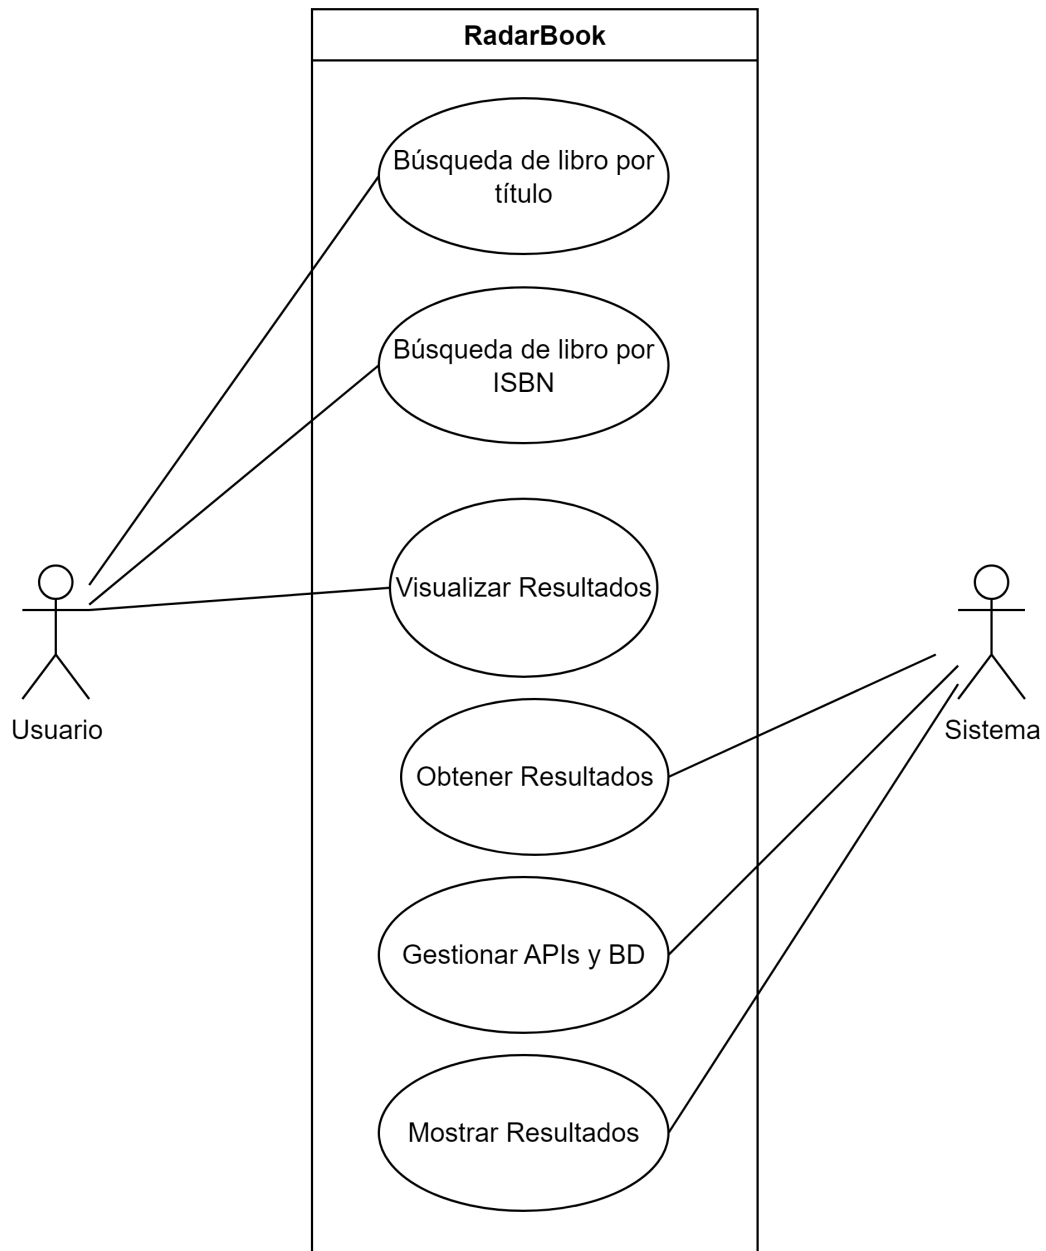 RadarBook
Búsqueda de libro por
título
Búsqueda de libro por
ISBN
Visualizar Resultados
Usuario
Sistema
Obtener Resultados
Gestionar APIs y BD
Mostrar Resultados